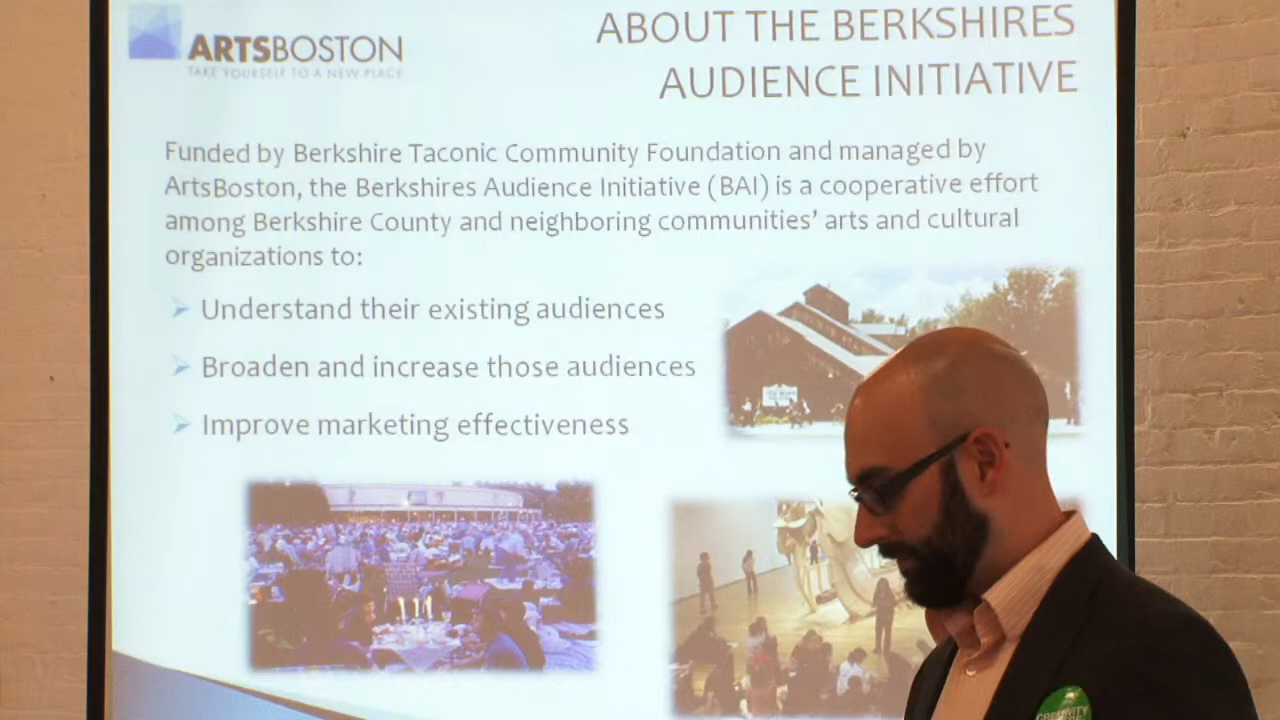 ARTSBOSTON
TAKE YOURSELF TO A NEW PLACE
ABOUT THE BERKSHIRES
AUDIENCE INITIATIVE
Funded by Berkshire Taconic Community Foundation and managed by
ArtsBoston, the Berkshires Audience Initiative (BAI) is a cooperative effort
among Berkshire County and neighboring communities’ arts and cultural
organizations to:
Understand their existing audiences
Broaden and increase those audiences
Improve marketing effectiveness